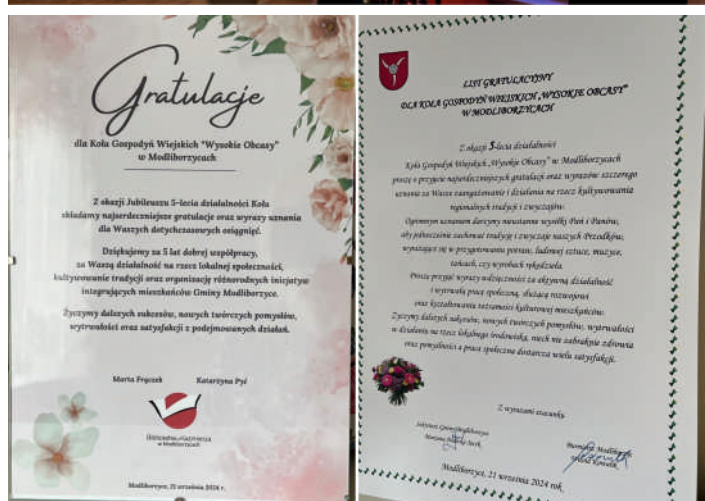 Gratulacje
dla Koła Gospodyń Wiejskich "Wysokie Obcasy"
w Modliborzycach
Z okazji Jubileuszu 5-lecia działalności Koła
składamy najserdeczniejsze gratulacje oraz wyrazy uznania
dla Waszych dotychczasowych osiągnięć.
Dziękujemy za 5 lat dobrej współpracy,
za Waszą działalność na rzecz lokalnej społeczności,
kultywowanie tradycji oraz organizację różnorodnych inicjatyw
integrujących mieszkańców Gminy Modliborzyce.
Życzymy dalszych sukcesów, nowych twórczych pomysłów,
wytrwałości oraz satysfakcji z podejmowanych działań.
Marta Frączek Katarzyna Pyć
w Modliborzycach
Modliborzyce, 21 września 2024 r.
LIST GRATULACYJNY
DLA KOŁA GOSPODYŃ WIEJSKICH „WYSOKIE OBCASY"
W MODLIBORZYCACH
Z okazji 5-lecia działalności
Koła Gospodyń Wiejskich „Wysokie Obcasy" w Modliborzycach
proszę o przyjęcie najserdeczniejszych gratulacji oraz wyrazów szczerego
uznania za Wasze zaangażowanie i działania na rzecz kultywowania
regionalnych tradycji i zwyczajów.
Ogromnym uznaniem darzymy nieustanne wysiłki Pań i Panów,
aby jednocześnie zachować tradycję i zwyczaje naszych Przodków,
wyrażające się w przygotowaniu potraw, ludowej sztuce, muzyce,
tańcach, czy wyrobach rękodzieła.
Proszę przyjąć wyrazy wdzięczności za aktywną działalność
i wytrwałą pracę społeczną, służącą rozwojowi
oraz kształtowaniu tożsamości kulturowej mieszkańców.
Życzymy dalszych sukcesów, nowych twórczych pomysłów, wytrwałości
w działaniu na rzecz lokalnego środowiska, niech nie zabraknie zdrowia
oraz pomyślności a praca społeczna dostarcza wielu satysfakcji.
Z wyrazami szacunku
Modliborzyce, 21 września 2024 rok